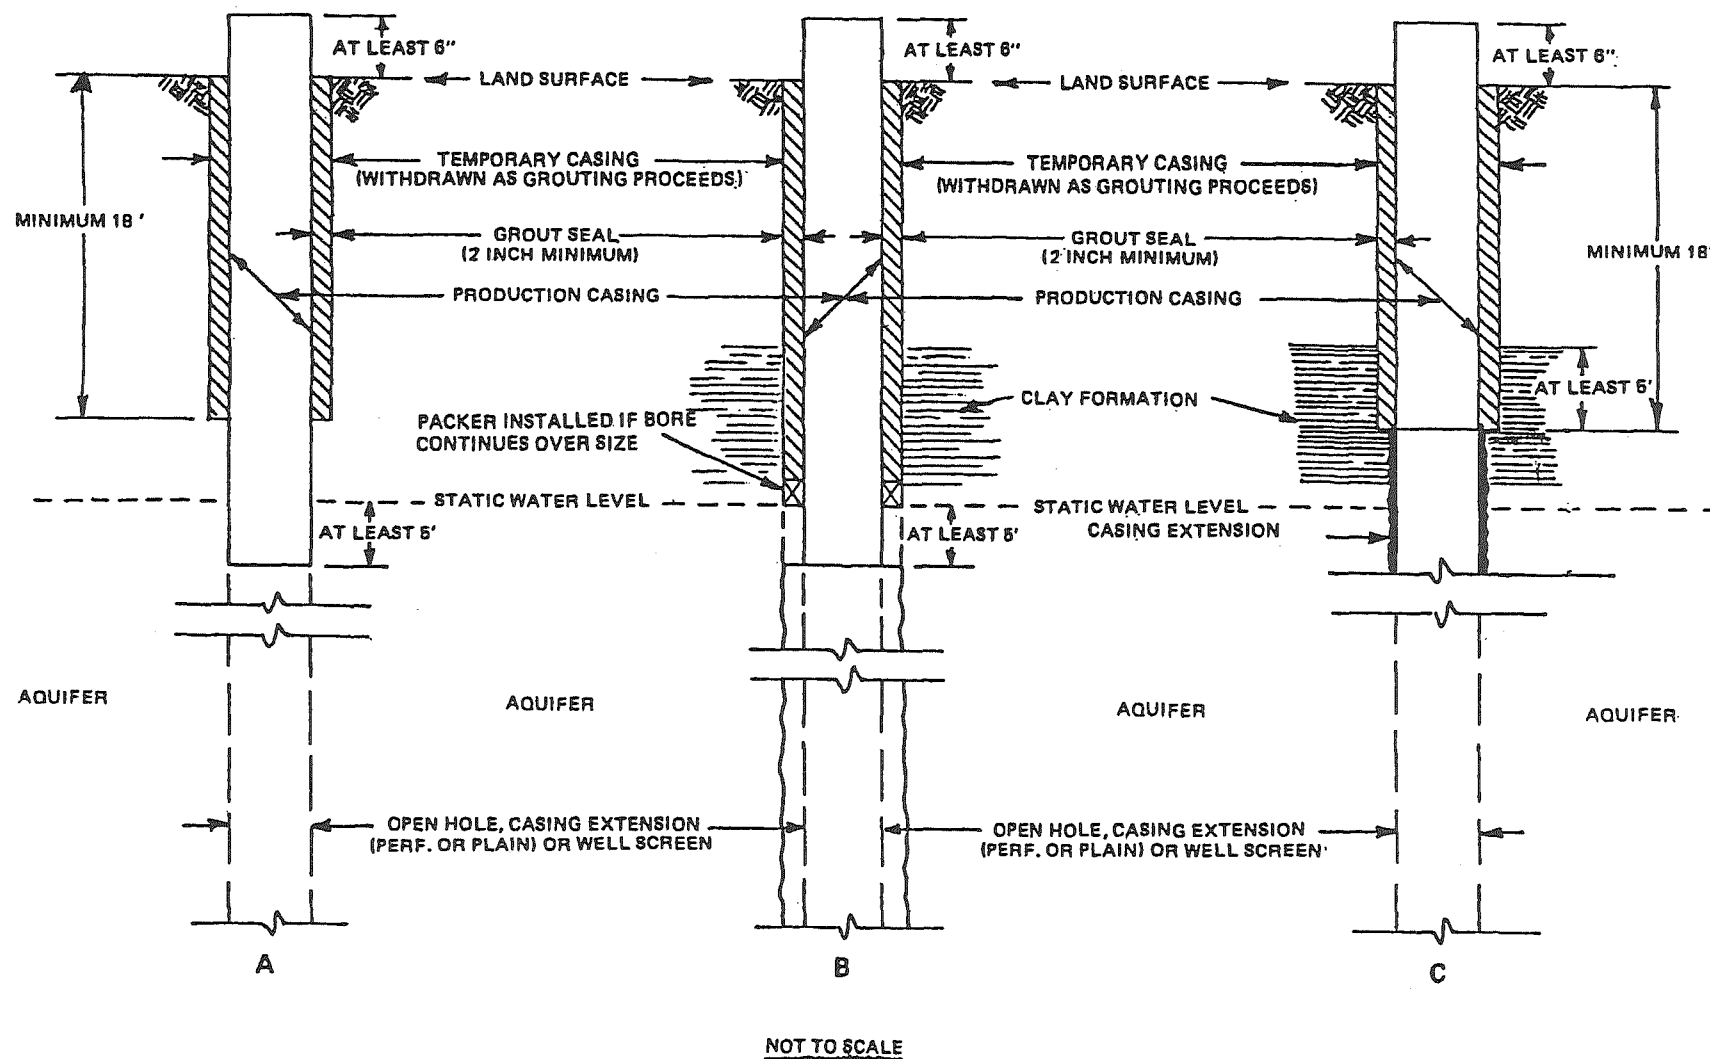 AT LEAST 6"
AT LEAST 6"
AT LEAST 6"
LAND SURFACE
LAND SURFACE
TEMPORARY CASING
(WITHDRAWN AS GROUTING PROCEEDS)
TEMPORARY CASING
(WITHDRAWN AS GROUTING PROCEEDS)
MINIMUM 18'
GROUT SEAL
(2 INCH MINIMUM)
GROUT SEAL
(2 INCH MINIMUM)
MINIMUM 18'
PRODUCTION CASING
PRODUCTION CASING
AT LEAST 5'
CLAY FORMATION
PACKER INSTALLED IF BORE
CONTINUES OVER SIZE
STATIC WATER LEVEL
STATIC WATER LEVEL
AT LEAST 5'
AT LEAST 5'
CASING EXTENSION
AQUIFER
AQUIFER
AQUIFER
AQUIFER
OPEN HOLE, CASING EXTENSION
(PERF. OR PLAIN) OR WELL SCREEN
OPEN HOLE, CASING EXTENSION
(PERF. OR PLAIN) OR WELL SCREEN
A
B
C
NOT TO SCALE